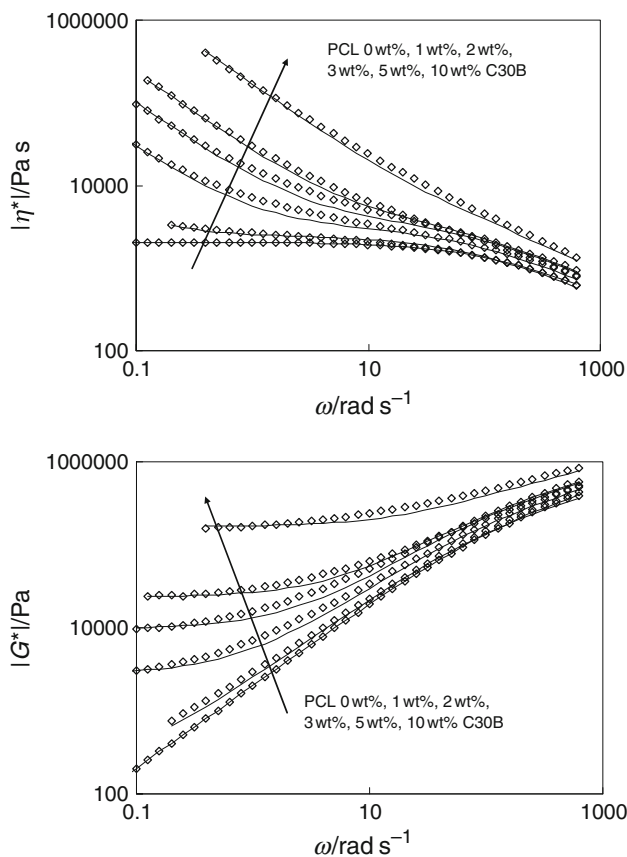 1000000
PCL 0 wt%, 1 wt%, 2 wt%,
3 wt%, 5 wt%, 10 wt% C30B
|η*|/Pa s
10000
100
0.1
10
1000
ω/rad s⁻¹
1000000
|G*|/Pa
10000
PCL 0 wt%, 1 wt%, 2 wt%,
3 wt%, 5 wt%, 10 wt% C30B
100
0.1
10
1000
ω/rad s⁻¹